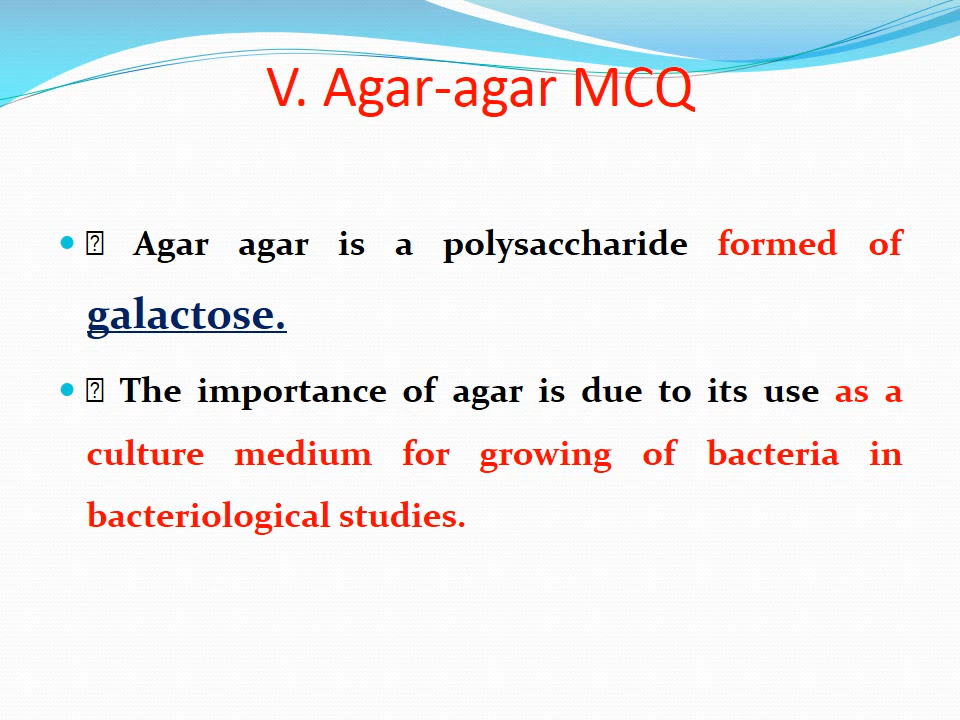 V. Agar-agar MCQ
• Agar agar is a polysaccharide formed of
galactose.
• The importance of agar is due to its use as a
culture medium for growing of bacteria in
bacteriological studies.